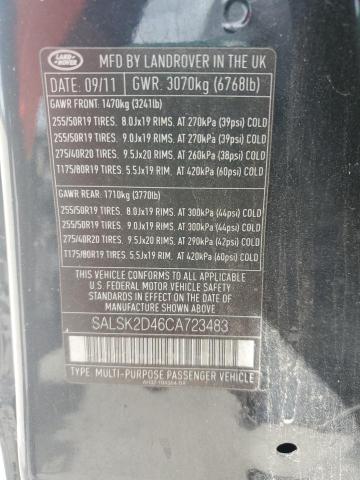 LAND ROVER
MFD BY LANDROVER IN THE UK
DATE: 09/11 GWR: 3070kg (6768lb)
GAWR FRONT: 1470kg (3241lb)
255/50R19 TIRES. 8.0Jx19 RIMS. AT 270kPa (39psi) COLD
255/50R19 TIRES. 9.0Jx19 RIMS. AT 270kPa (39psi) COLD
275/40R20 TIRES. 9.5Jx20 RIMS. AT 260kPa (38psi) COLD
T175/80R19 TIRES. 5.5Jx19 RIM. AT 420kPa (60psi) COLD
GAWR REAR: 1710kg (3770lb)
255/50R19 TIRES. 8.0Jx19 RIMS. AT 300kPa (44psi) COLD
255/50R19 TIRES. 9.0Jx19 RIMS. AT 300kPa (44psi) COLD
275/40R20 TIRES. 9.5Jx20 RIMS. AT 290kPa (42psi) COLD
T175/80R19 TIRES. 5.5Jx19 RIM. AT 420kPa (60psi) COLD
THIS VEHICLE CONFORMS TO ALL APPLICABLE
U.S. FEDERAL MOTOR VEHICLE SAFETY AND
THEFT PREVENTION STANDARDS IN EFFECT ON THE DATE OF
MANUFACTURE SHOWN ABOVE
SALSK2D46CA723483
TYPE: MULTI-PURPOSE PASSENGER VEHICLE